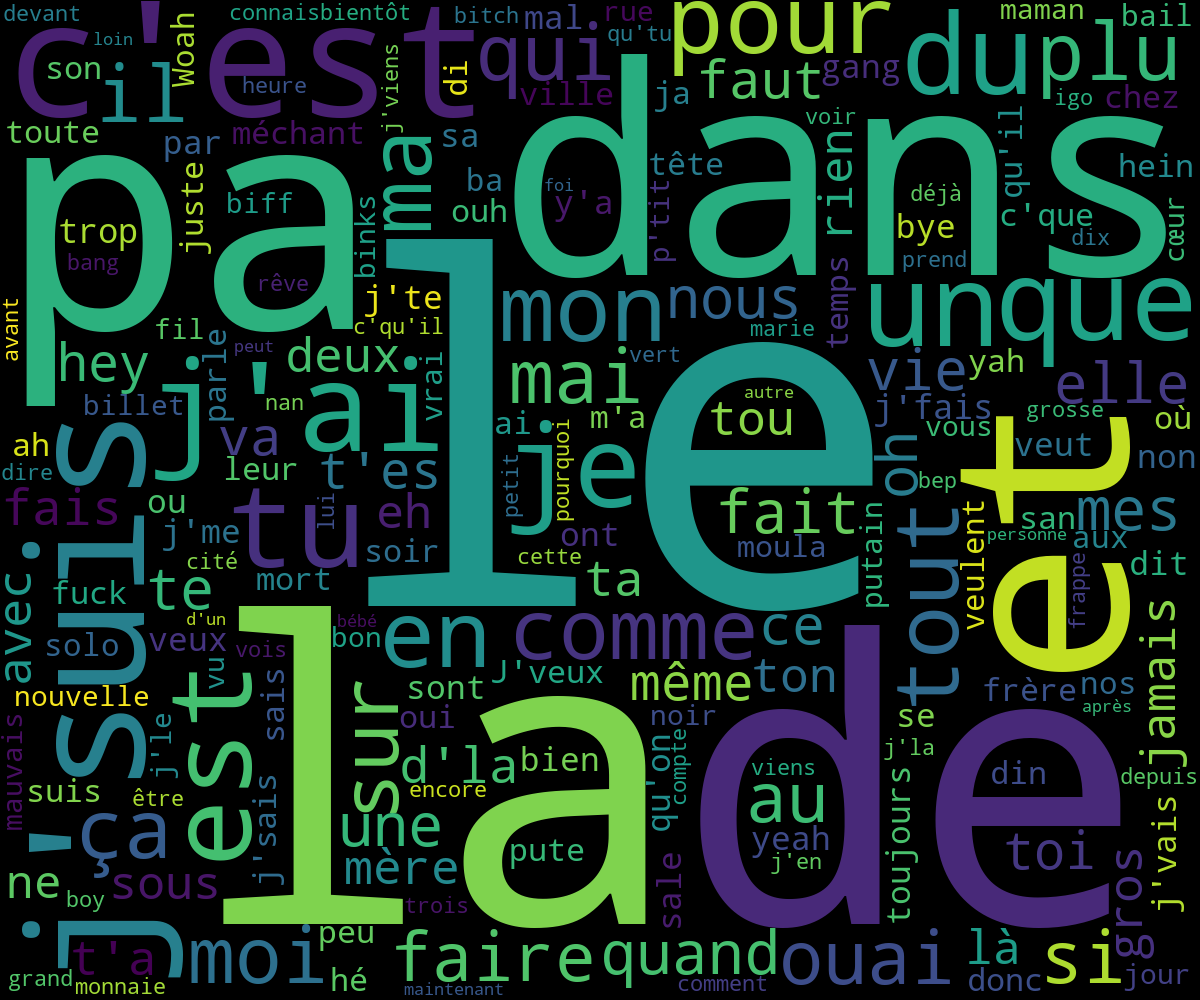 devant
loin
connaisbientôt
bitch
mal
rue
pour
maman
bail
c'est
Woah
qui
qu'tu
du
plu
son
il
di
faut
gang
heure
j'viens
ville
ja
igo
chez
voir
toute
par
méchant
ma
sa
dans
rien
qu'il
hein
pa
juste
biff
binks
ba
ouh
foi
y'a
tête
p'tit
déjà
c'que
cœur
trop
bang
rêve
bye
dix
prend
avant
fil
j'te
c'qu'il
mon
nous
temps
un
que
hey
parle
peut
deux
vrai
mai
marie
vert
vie
yah
elle
billet
j'ai
nan
le
m'a
autre
tou
j'fais
vous
grosse
où
ah
va
ai
je
pourquoi
oh
veut
non
dire
leur
t'es
petit
bep
et
fais
ou
tu
lui
eh
fait
san
mes
j'me
soir
ont
moula
putain
veulent
personne
aux
j'suis
cité
cette
frappe
dit
avec
fuck
te
mort
ta
tout
solo
d'un
bébé
en
comme
ce
veux
vois
bon
vu
la
de
nouvelle
est
sais
sur
sont
J'veux
même
ton
frère
nos
jamais
après
mauvais
j'le
oui
noir
se
d'la
bien
qu'on
compte
j'la
suis
être
encore
viens
din
depuis
ça
j'sais
une
au
toujours
j'vais
mère
pute
yeah
j'en
toi
ne
boy
sous
trois
sale
gros
t'a
moi
peu
faire
quand
ouai
là
si
grand
monnaie
hé
maintenant
comment
donc
jour